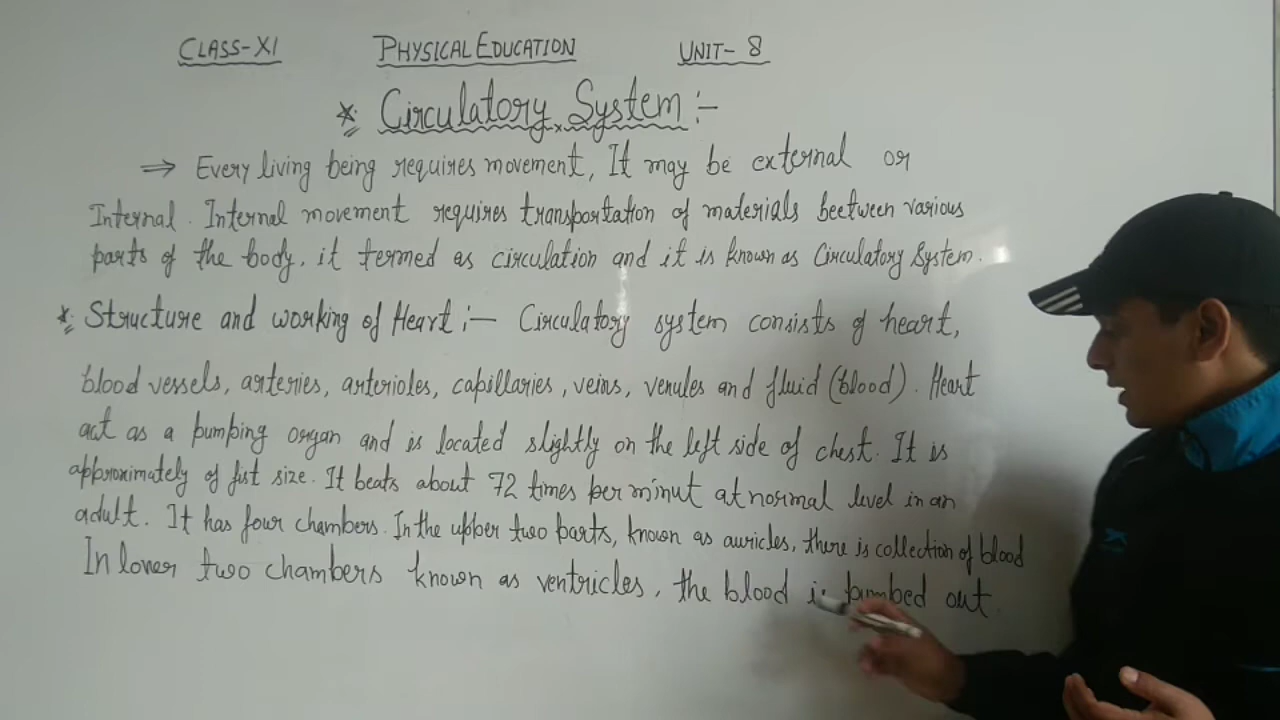 CLASS-XI PHYSICAL EDUCATION UNIT- 8
* Circulatory System:-
⇒ Every living being requires movement, It may be external or
Internal. Internal movement requires transportation of materials beetween various
parts of the body. it termed as circulation and it is known as Circulatory System.
* Structure and working of Heart :- Circulatory system consists of heart,
blood vessels, arteries, arterioles, capillaries, veins, venules and fluid (blood). Heart
act as a pumping organ and is located slightly on the left side of chest. It is
approximately of fist size. It beats about 72 times per minut at normal level in an
adult. It has four chambers. In the upper two parts, known as auricles, there is collection of blood
In lower two chambers known as ventricles, the blood is pumbed out.